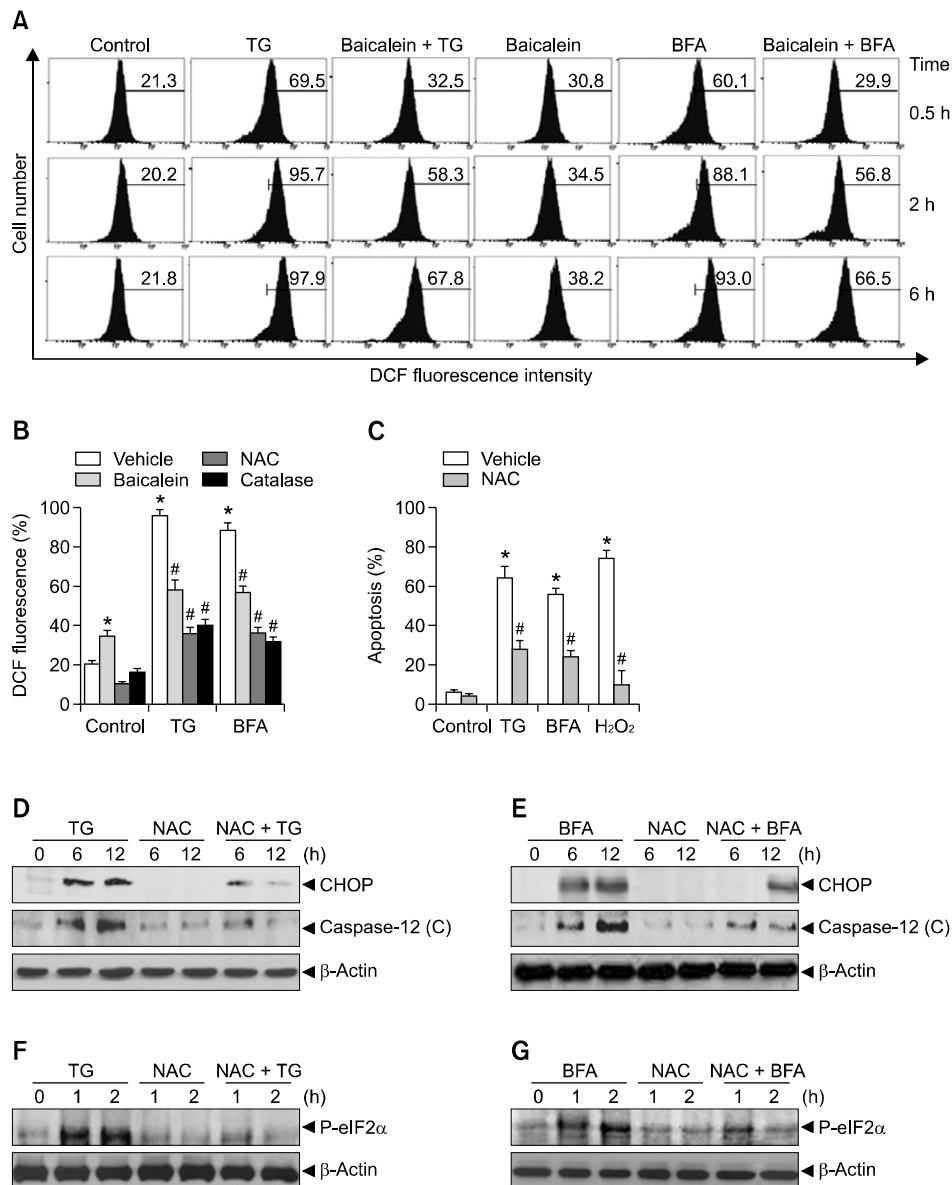 A
Control TG Baicalein + TG Baicalein BFA Baicalein + BFA Time
21.3 69.5 32.5 30.8 60.1 29.9 0.5 h
20.2 95.7 58.3 34.5 88.1 56.8 2 h
21.8 97.9 67.8 38.2 93.0 66.5 6 h
Cell number
DCF fluorescence intensity
B
Vehicle NAC
Baicalein Catalase
DCF fluorescence (%)
100
80
60
40
20
0
* * *
# # #
# # #
Control TG BFA
C
Vehicle
NAC
Apoptosis (%)
100
80
60
40
20
0
* * *
# # #
Control TG BFA H₂O₂
D
TG NAC NAC + TG
0 6 12 6 12 6 12 (h)
CHOP
Caspase-12 (C)
β-Actin
E
BFA NAC NAC + BFA
0 6 12 6 12 6 12 (h)
CHOP
Caspase-12 (C)
β-Actin
F
TG NAC NAC + TG
0 1 2 1 2 1 2 (h)
P-eIF2α
β-Actin
G
BFA NAC NAC + BFA
0 1 2 1 2 1 2 (h)
P-eIF2α
β-Actin